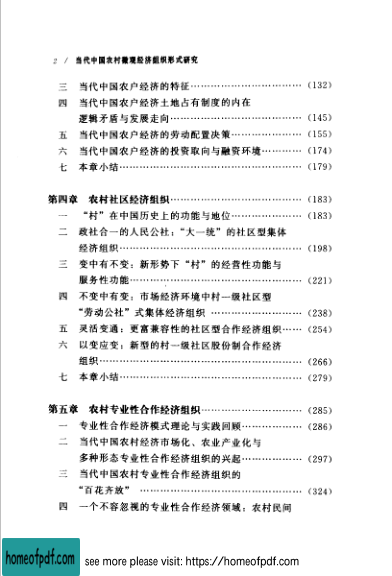 2 / 当代中国农村微观经济组织形式研究
三 当代中国农户经济的特征……………………(132)
四 当代中国农户经济土地占有制度的内在
逻辑矛盾与发展走向……………………(145)
五 当代中国农户经济的劳动配置决策……………(155)
六 当代中国农户经济的投资取向与融资环境…………(174)
七 本章小结……………………(179)
第四章 农村社区经济组织……………………(183)
一 “村”在中国历史上的功能与地位……………(183)
二 政社合一的人民公社:“大一统”的社区型集体
经济组织……………………(198)
三 变中有不变:新形势下“村”的经营性功能与
服务性功能……………………(221)
四 不变中有变:市场经济环境中村一级社区型
“劳动公社”式集体经济组织……………………(238)
五 灵活变通:更富兼容性的社区型合作经济组织……(254)
六 以变应变:新型的村一级社区股份制合作经济
组织……………………(266)
七 本章小结……………………(279)
第五章 农村专业性合作经济组织……………………(285)
一 专业性合作经济模式理论与实践回顾……………(286)
二 当代中国农村经济市场化、农业产业化与
多种形态专业性合作经济组织的兴起……………(297)
三 当代中国农村专业性合作经济组织的
“百花齐放”……………………(324)
四 一个不容忽视的专业性合作经济领域:农村民间
homeofpdf.com see more please visit: https://homeofpdf.com